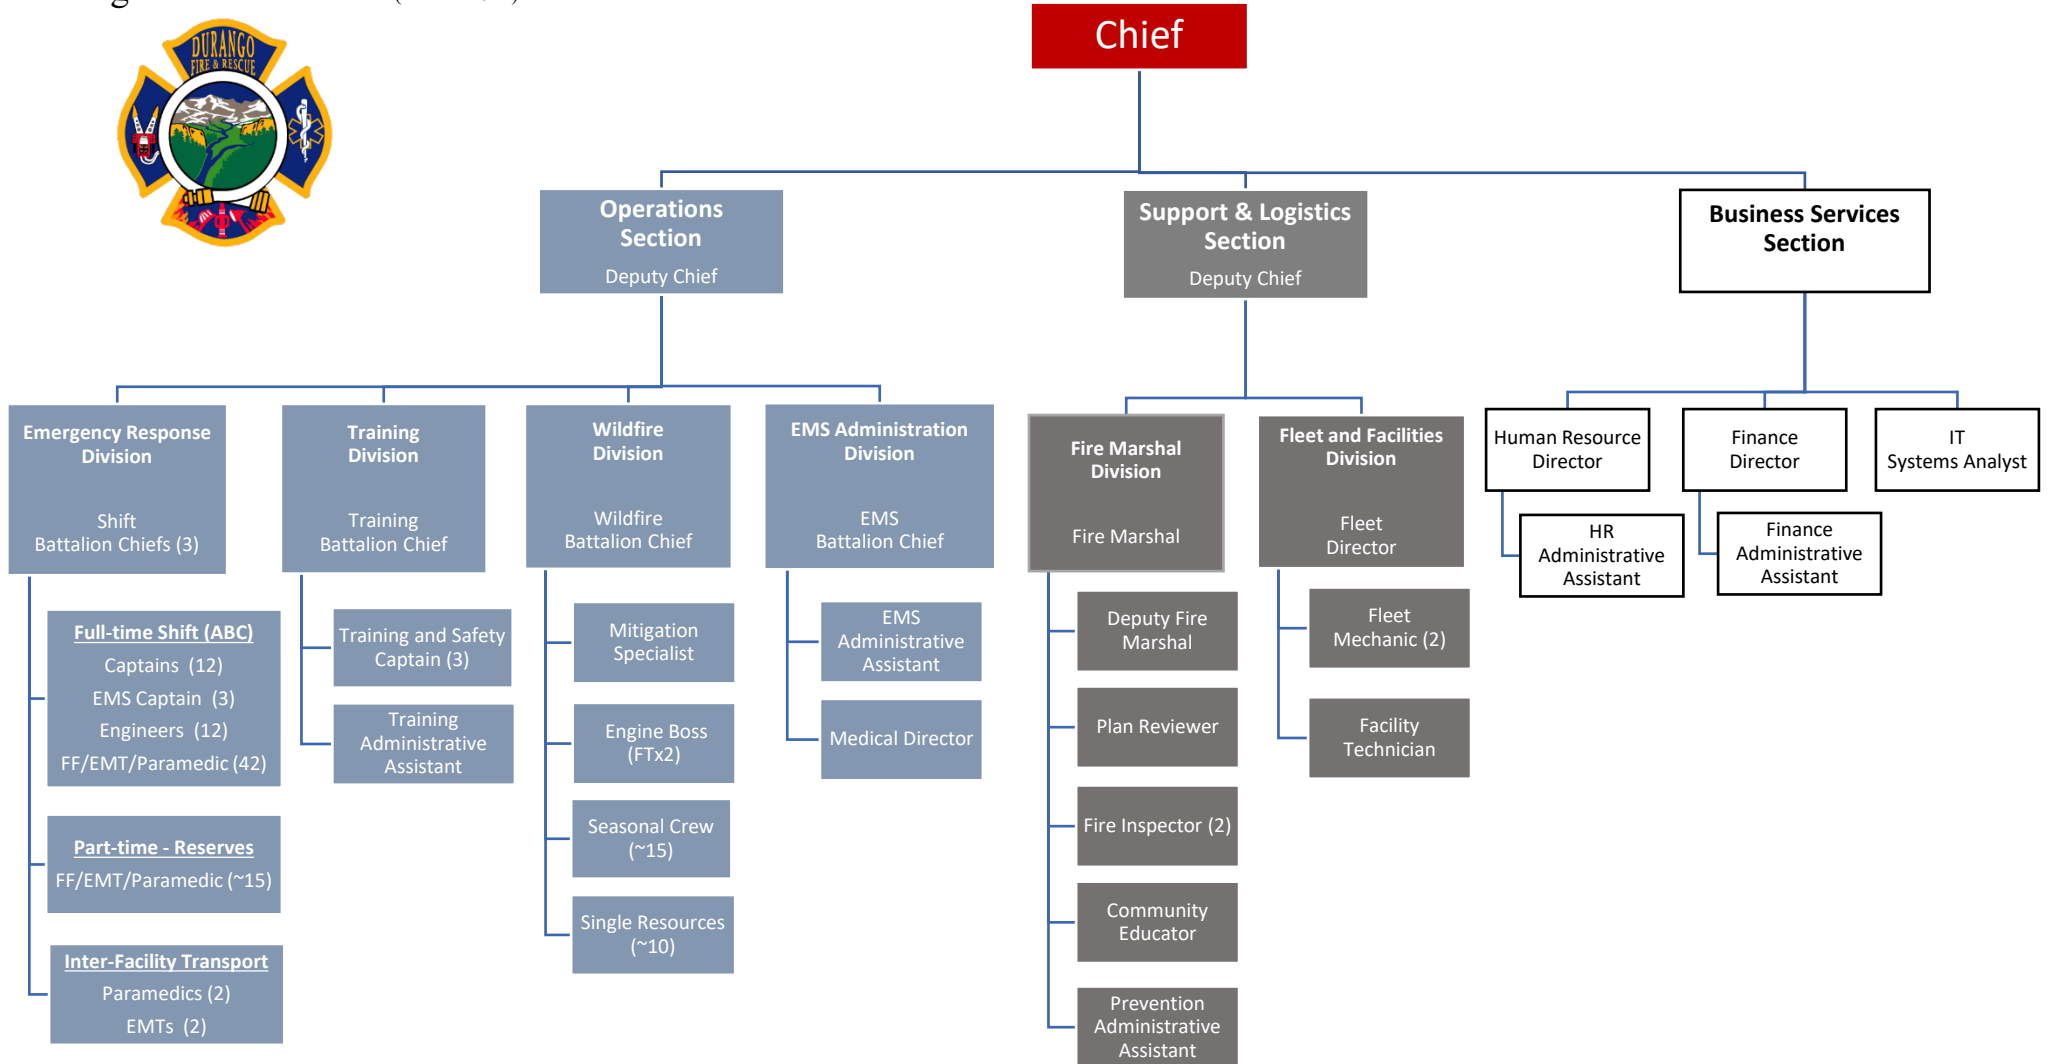 DURANGO
FIRE & RESCUE
Chief
Operations
Section
Deputy Chief
Support & Logistics
Section
Deputy Chief
Business Services
Section
Emergency Response
Division
Shift
Battalion Chiefs (3)
Full-time Shift (ABC)
Captains (12)
EMS Captain (3)
Engineers (12)
FF/EMT/Paramedic (42)
Part-time - Reserves
FF/EMT/Paramedic (~15)
Inter-Facility Transport
Paramedics (2)
EMTs (2)
Training
Division
Training
Battalion Chief
Training and Safety
Captain (3)
Training
Administrative
Assistant
Wildfire
Division
Wildfire
Battalion Chief
Mitigation
Specialist
Engine Boss
(FTx2)
Seasonal Crew
(~15)
Single Resources
(~10)
EMS Administration
Division
EMS
Battalion Chief
EMS
Administrative
Assistant
Medical Director
Fire Marshal
Division
Fire Marshal
Deputy Fire
Marshal
Plan Reviewer
Fire Inspector (2)
Community
Educator
Prevention
Administrative
Assistant
Fleet and Facilities
Division
Fleet
Director
Fleet
Mechanic (2)
Facility
Technician
Human Resource
Director
HR
Administrative
Assistant
Finance
Director
Finance
Administrative
Assistant
IT
Systems Analyst